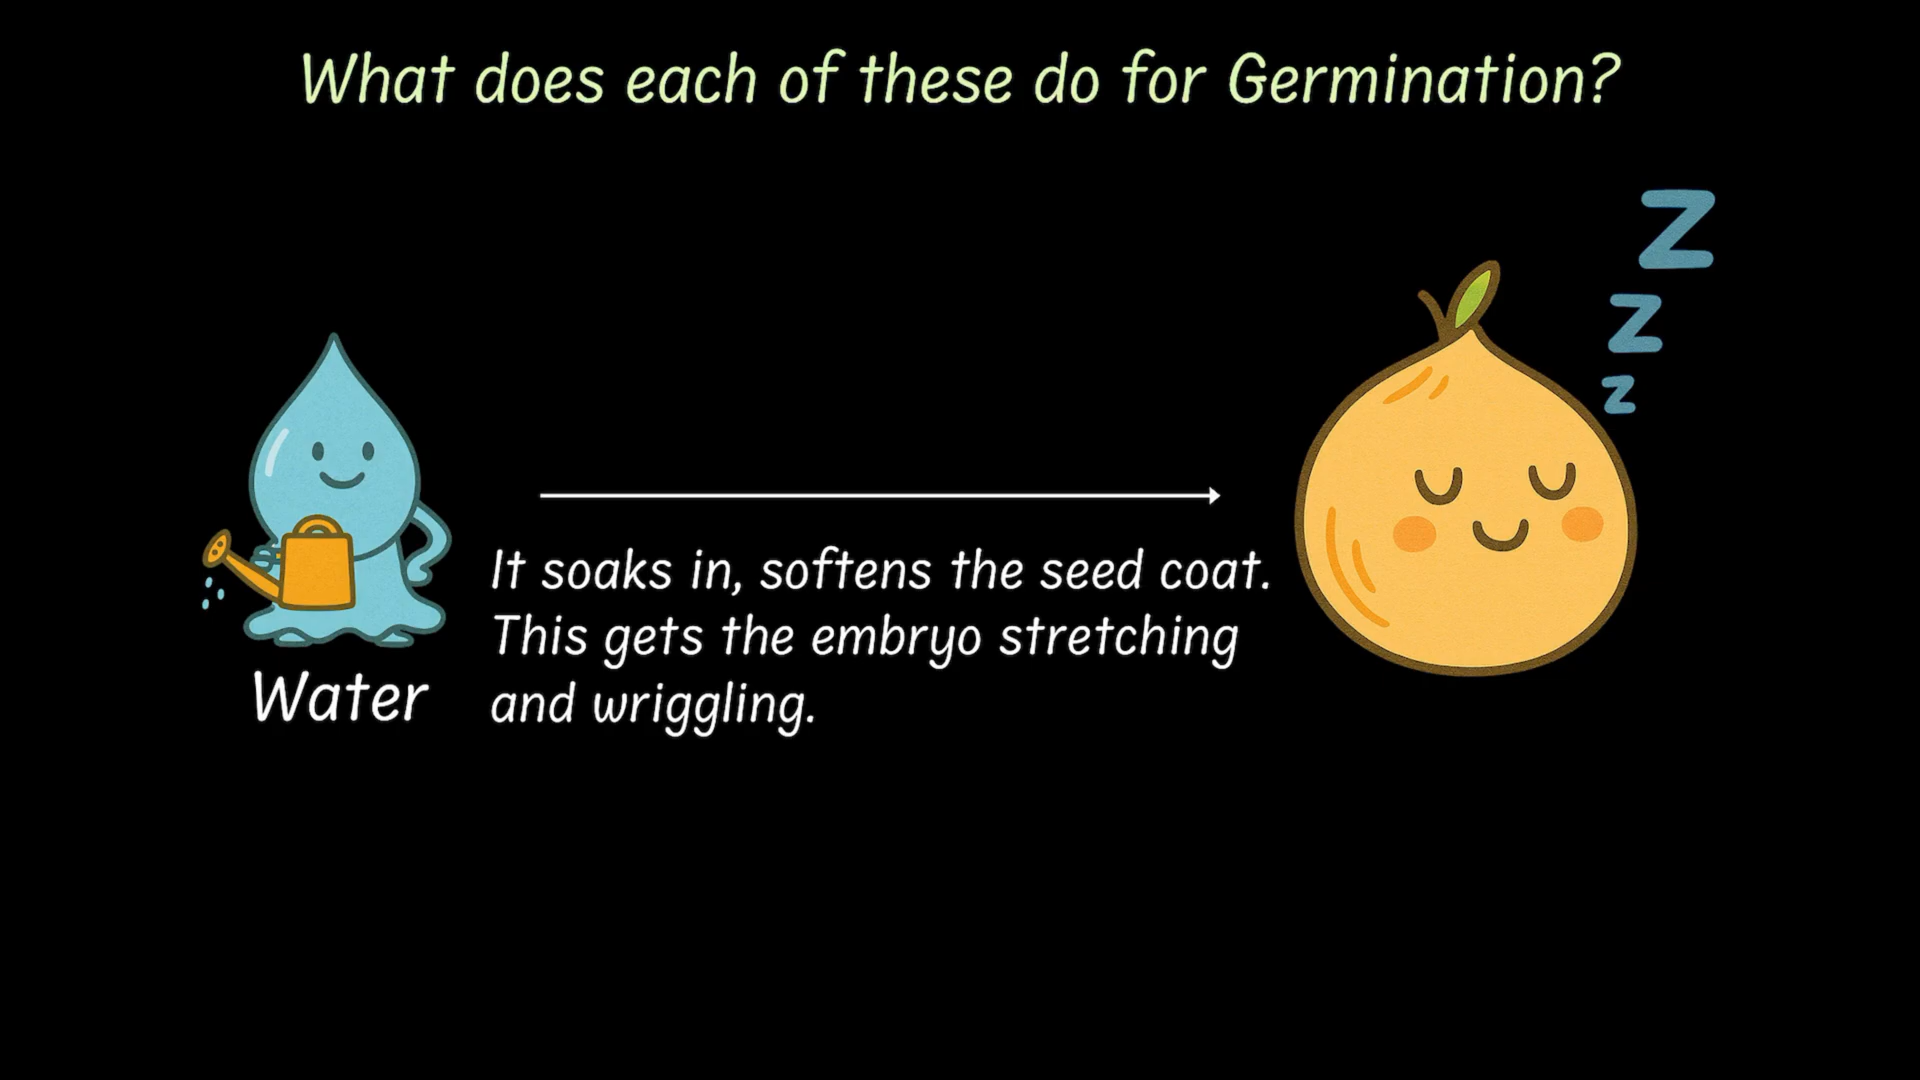 What does each of these do for Germination?
Z
Z
Z
It soaks in, softens the seed coat.
This gets the embryo stretching
and wriggling.
Water